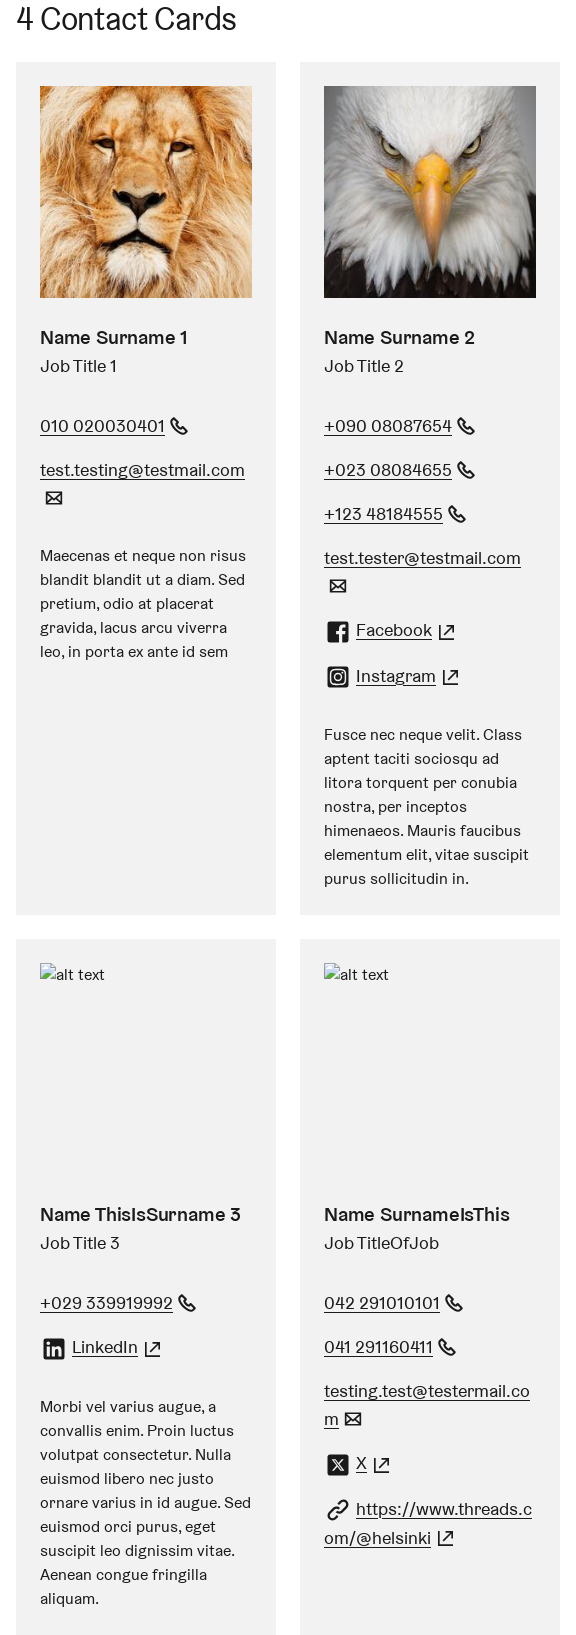 4 Contact Cards
Name Surname 1
Job Title 1
010 020030401
test.testing@testmail.com
Maecenas et neque non risus
blandit blandit ut a diam. Sed
pretium, odio at placerat
gravida, lacus arcu viverra
leo, in porta ex ante id sem
Name Surname 2
Job Title 2
+090 08087654
+023 08084655
+123 48184555
test.tester@testmail.com
Facebook
Instagram
Fusce nec neque velit. Class
aptent taciti sociosqu ad
litora torquent per conubia
nostra, per inceptos
himenaeos. Mauris faucibus
elementum elit, vitae suscipit
purus sollicitudin in.
alt text
Name ThisIsSurname 3
Job Title 3
+029 339919992
LinkedIn
Morbi vel varius augue, a
convallis enim. Proin luctus
volutpat consectetur. Nulla
euismod libero nec justo
ornare varius in id augue. Sed
euismod orci purus, eget
suscipit leo dignissim vitae.
Aenean congue fringilla
aliquam.
alt text
Name SurnameIsThis
Job TitleOfJob
042 291010101
041 291160411
testing.test@testermail.co
m
X
https://www.threads.c
om/@helsinki